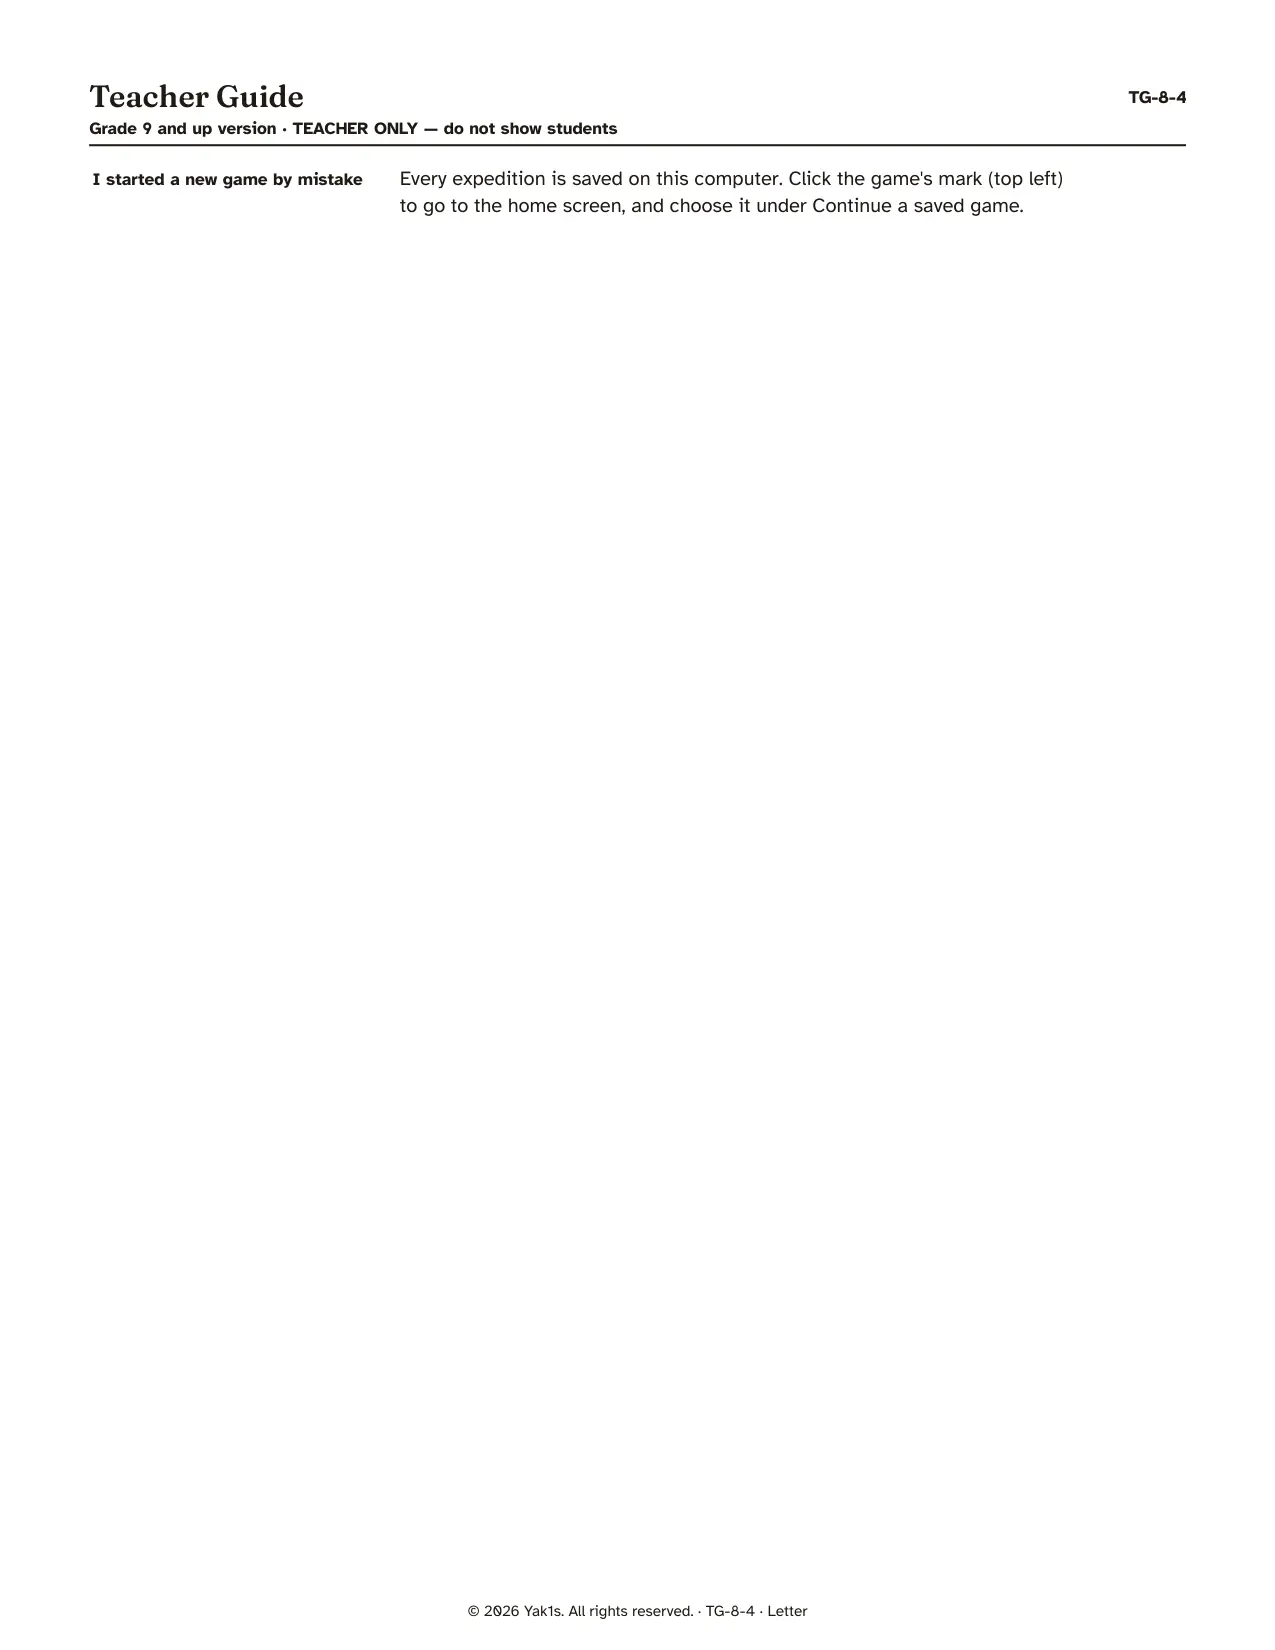 Teacher Guide
TG-8-4
Grade 9 and up version · TEACHER ONLY — do not show students
I started a new game by mistake
Every expedition is saved on this computer. Click the game's mark (top left)
to go to the home screen, and choose it under Continue a saved game.
© 2026 Yak1s. All rights reserved. · TG-8-4 · Letter